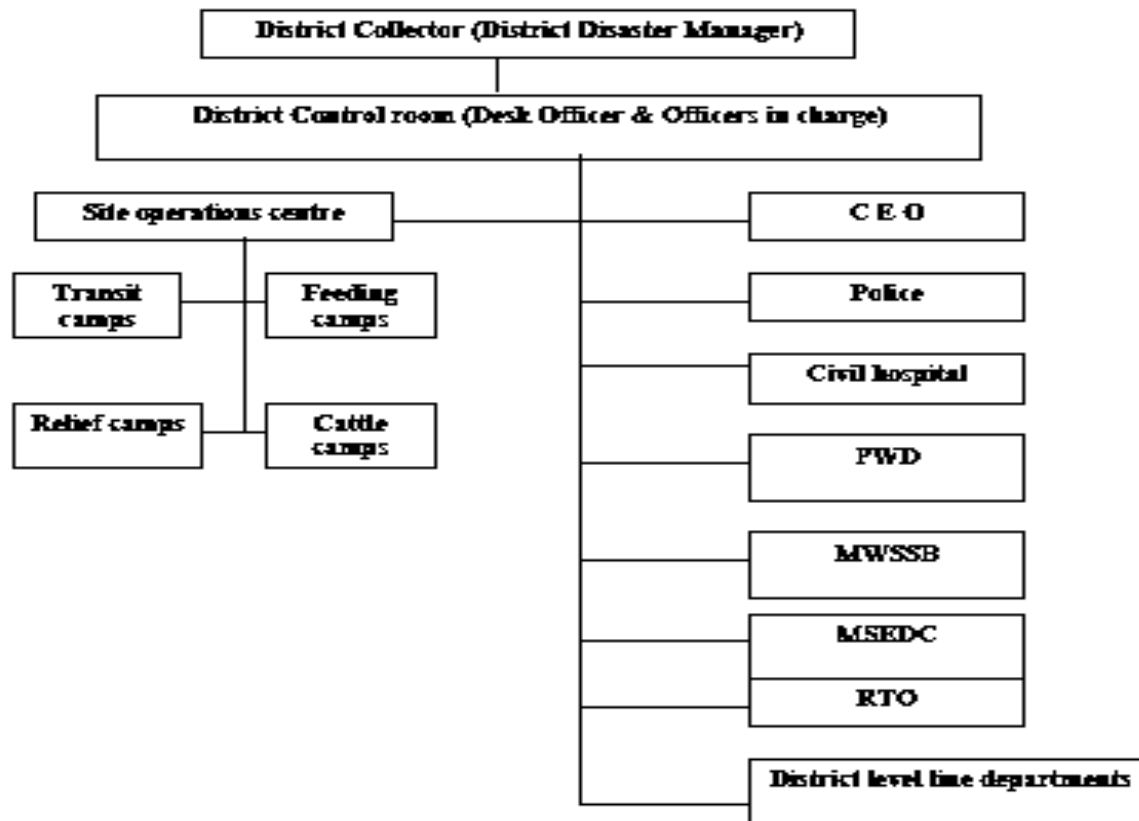 District Collector (District Disaster Manager)
District Control room (Desk Officer & Officers in charge)
Site operations centre
C E O
Transit
camps
Feeding
camps
Police
Civil hospital
Relief camps
Cattle
camps
PWD
MWSSB
MSEDC
RTO
District level line departments